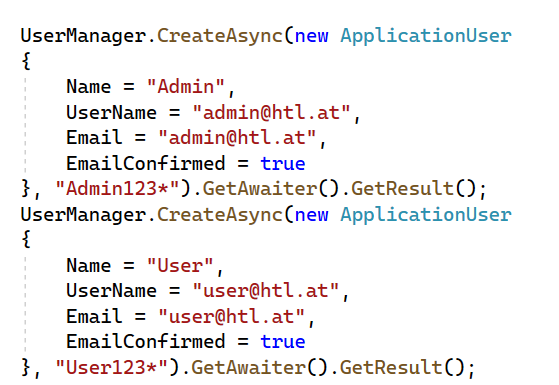 UserManager.CreateAsync(new ApplicationUser
{
    Name = "Admin",
    UserName = "admin@htl.at",
    Email = "admin@htl.at",
    EmailConfirmed = true
}, "Admin123*").GetAwaiter().GetResult();
UserManager.CreateAsync(new ApplicationUser
{
    Name = "User",
    UserName = "user@htl.at",
    Email = "user@htl.at",
    EmailConfirmed = true
}, "User123*").GetAwaiter().GetResult();